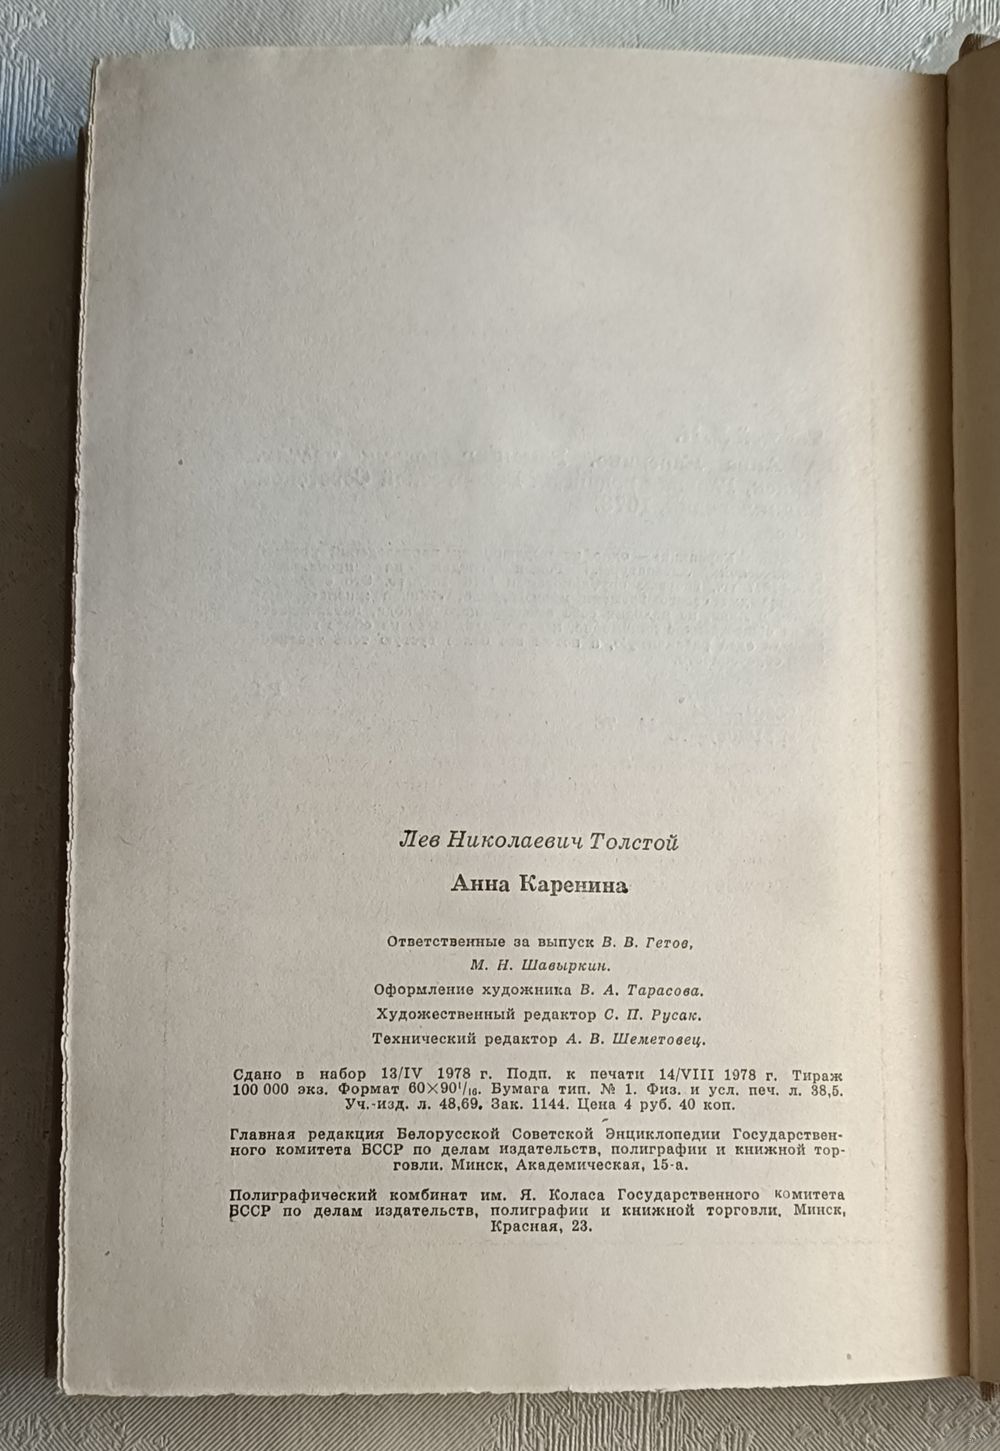 Лев Николаевич Толстой
Анна Каренина
Ответственные за выпуск В. В. Гетов,
М. Н. Шавыркин.
Оформление художника В. А. Тарасова.
Художественный редактор С. П. Русак.
Технический редактор А. В. Шеметовец.
Сдано в набор 13/IV 1978 г. Подп. к печати 14/VIII 1978 г. Тираж
100 000 экз. Формат 60×90¹/₁₆. Бумага тип. № 1. Физ. и усл. печ. л. 38,5.
Уч.-изд. л. 48,69. Зак. 1144. Цена 4 руб. 40 коп.
Главная редакция Белорусской Советской Энциклопедии Государствен-
ного комитета БССР по делам издательств, полиграфии и книжной тор-
говли. Минск, Академическая, 15-а.
Полиграфический комбинат им. Я. Коласа Государственного комитета
БССР по делам издательств, полиграфии и книжной торговли. Минск,
Красная, 23.